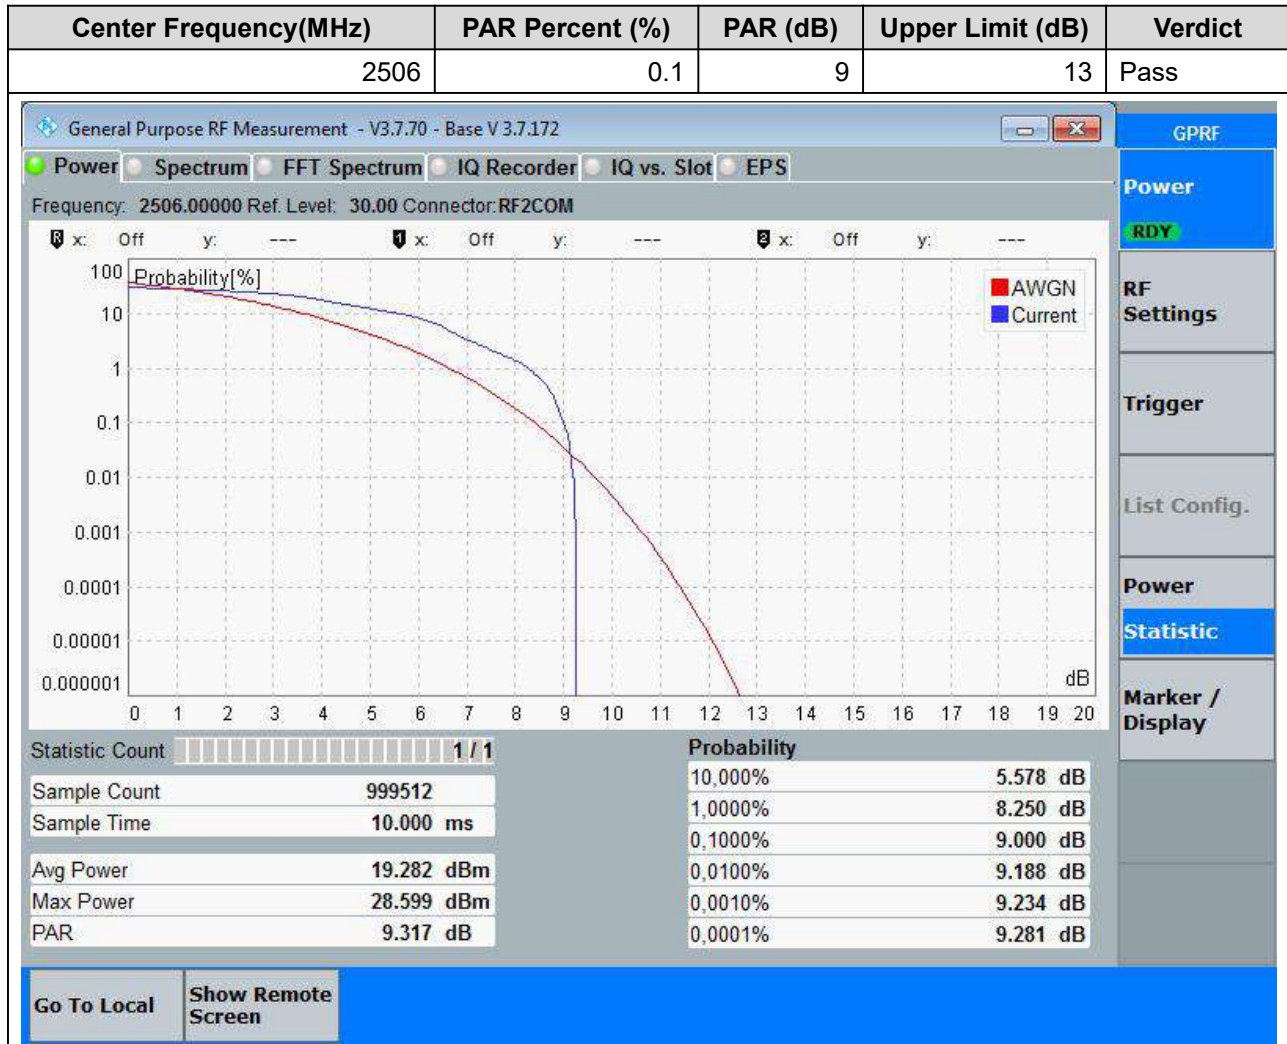 Center Frequency(MHz) PAR Percent (%) PAR (dB) Upper Limit (dB) Verdict
2506 0.1 9 13 Pass
General Purpose RF Measurement - V3.7.70 - Base V 3.7.172
GPRF
Power Spectrum FFT Spectrum IQ Recorder IQ vs. Slot EPS
Frequency: 2506.00000 Ref. Level: 30.00 Connector: RF2COM
R x: Off y: --- 1 x: Off y: --- 2 x: Off y: ---
Probability[%]
100
10
1
0.1
0.01
0.001
0.0001
0.00001
0.000001
AWGN
Current
dB
0 1 2 3 4 5 6 7 8 9 10 11 12 13 14 15 16 17 18 19 20
Statistic Count 1 / 1
Sample Count 999512
Sample Time 10.000 ms
Avg Power 19.282 dBm
Max Power 28.599 dBm
PAR 9.317 dB
Probability
10,000% 5.578 dB
1,0000% 8.250 dB
0,1000% 9.000 dB
0,0100% 9.188 dB
0,0010% 9.234 dB
0,0001% 9.281 dB
Power
RDY
RF
Settings
Trigger
List Config.
Power
Statistic
Marker /
Display
Go To Local
Show Remote
Screen